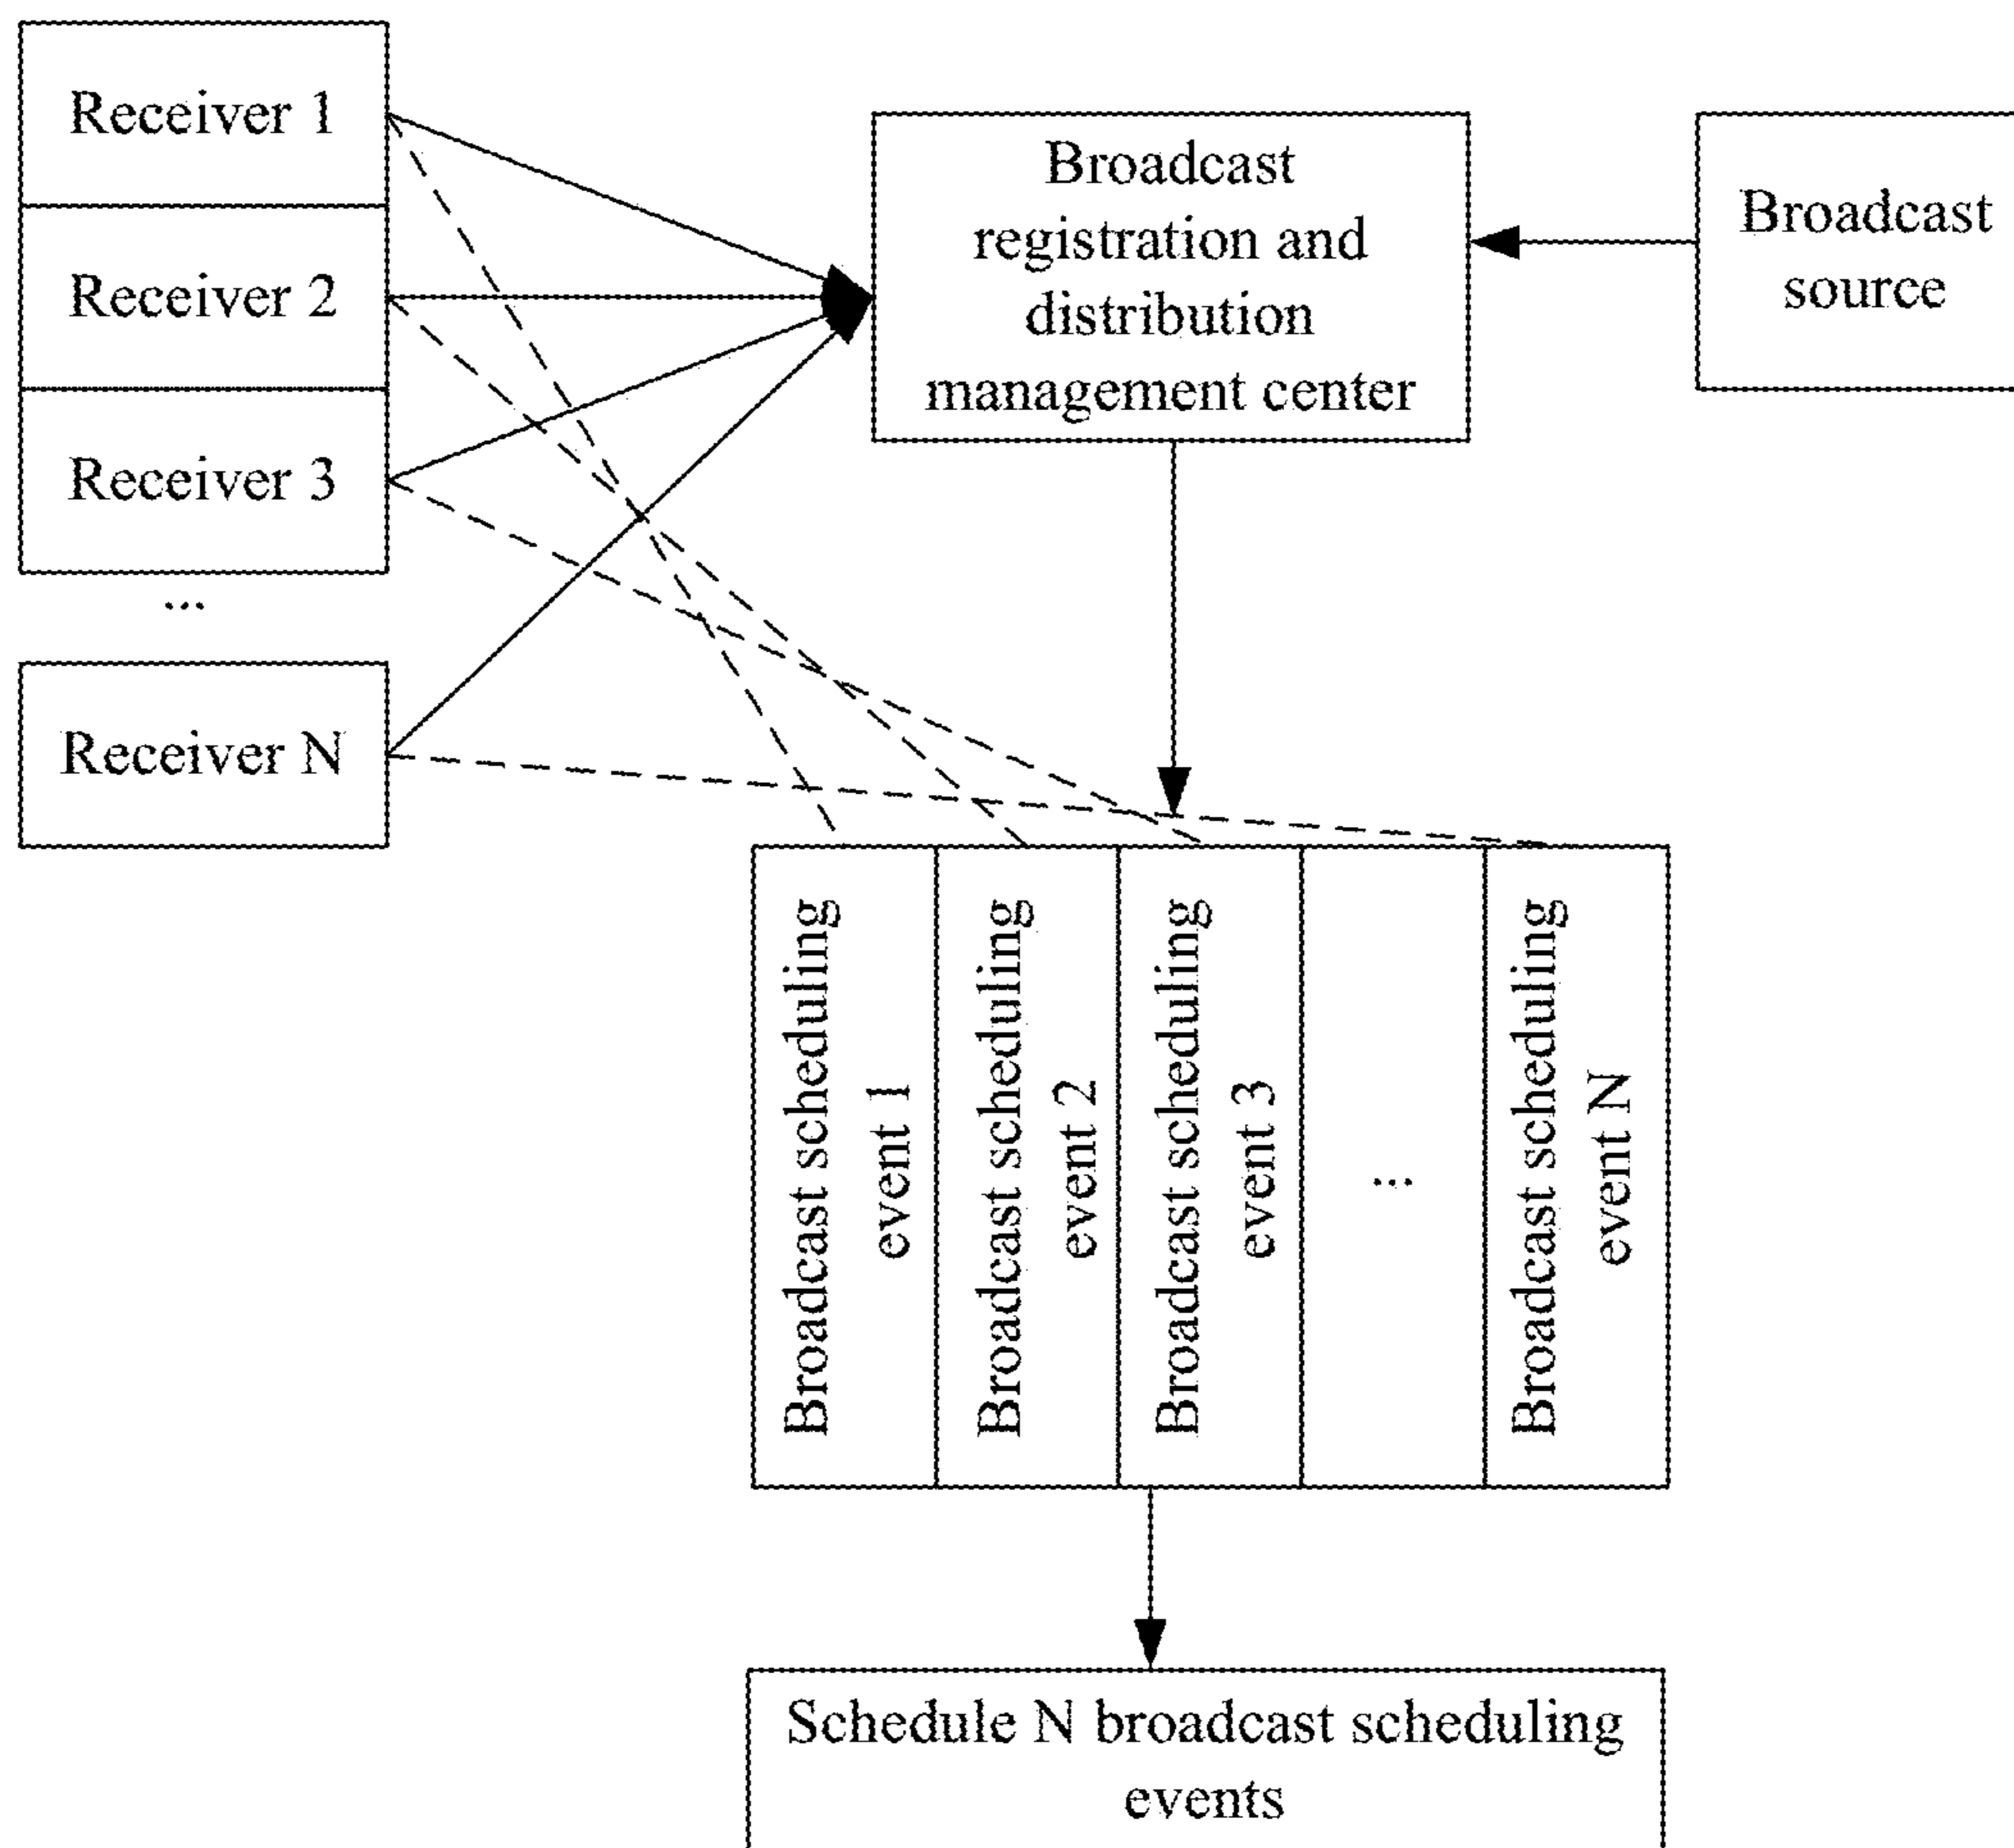 Receiver 1
Receiver 2
Receiver 3
...
Receiver N
Broadcast
registration and
distribution
management center
Broadcast
source
Broadcast scheduling
event 1
Broadcast scheduling
event 2
Broadcast scheduling
event 3
...
Broadcast scheduling
event N
Schedule N broadcast scheduling
events